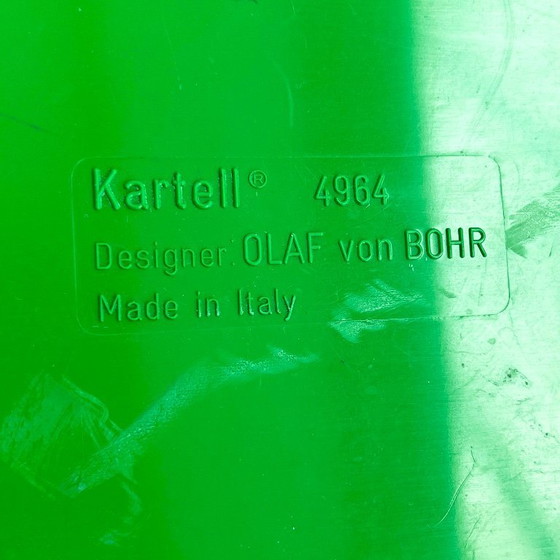 Kartell® 4964
Designer OLAF von BOHR
Made in Italy